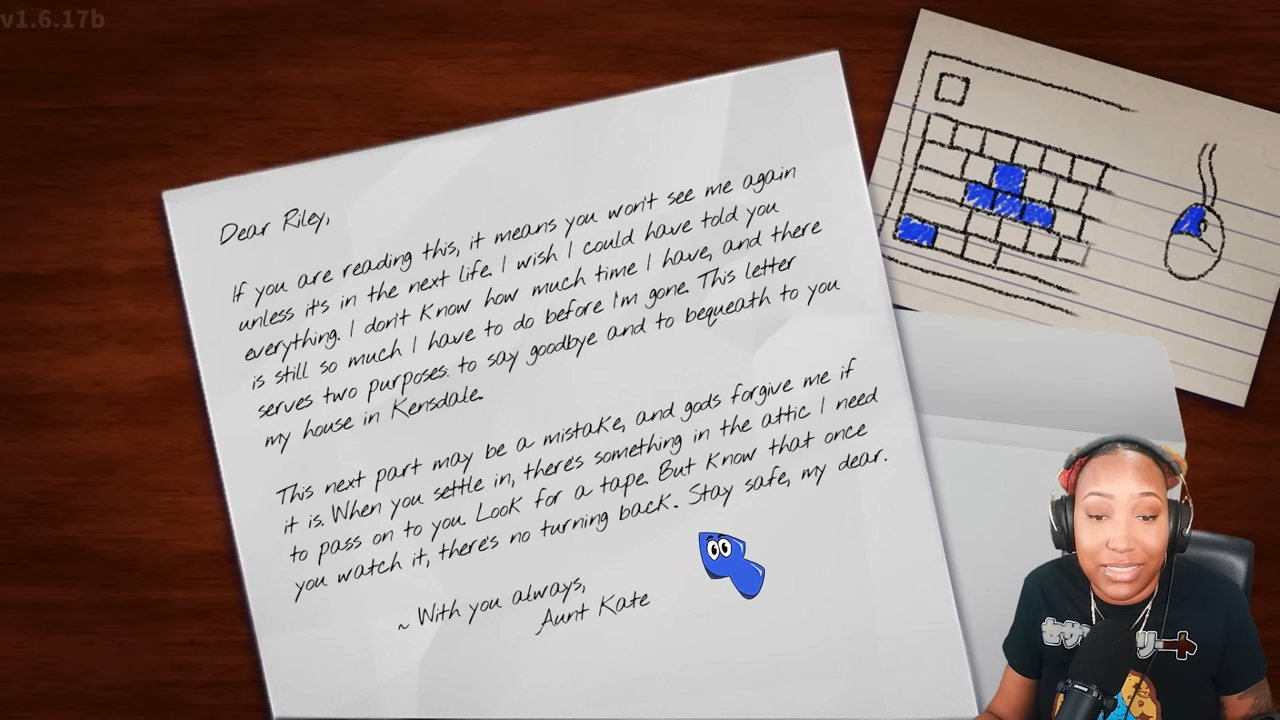 v1.6.17b
Dear Riley,
If you are reading this, it means you won't see me again
unless it's in the next life. I wish I could have told you
everything. I don't know how much time I have, and there
is still so much I have to do before I'm gone. This letter
serves two purposes: to say goodbye and to bequeath to you
my house in Kensdale.
This next part may be a mistake, and gods forgive me if
it is. When you settle in, there's something in the attic I need
to pass on to you. Look for a tape. But know that once
you watch it, there's no turning back. Stay safe, my dear.
~ With you always,
Aunt Kate